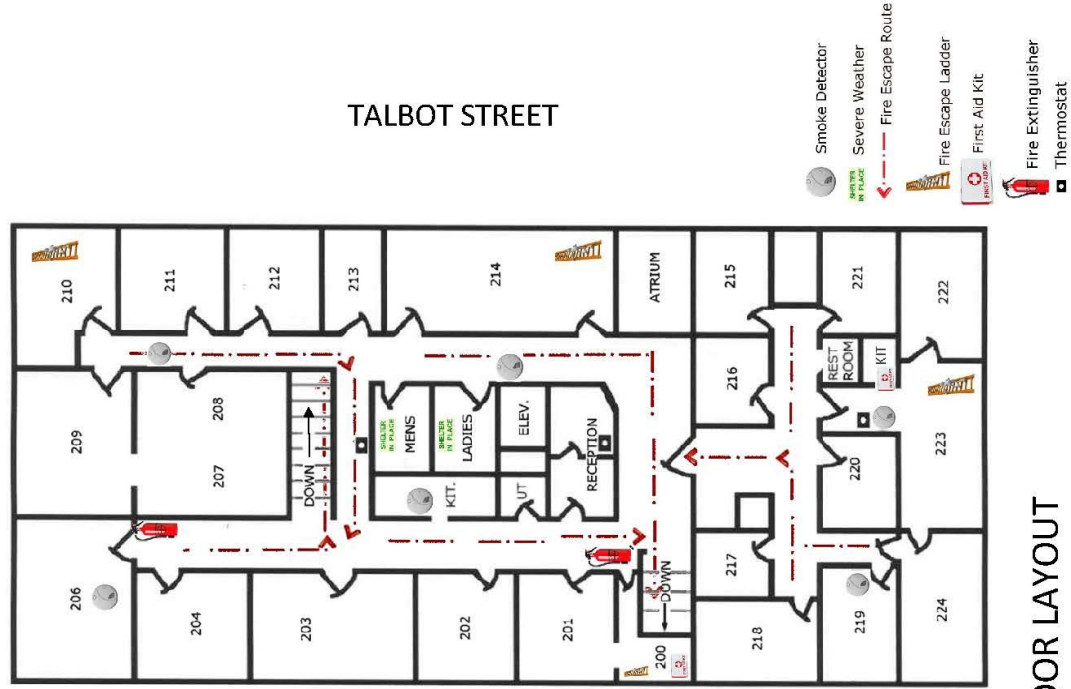 TALBOT STREET
Smoke Detector
SHELTER
IN PLACE
Severe Weather
Fire Escape Route
Fire Escape Ladder
FIRST AID KIT
First Aid Kit
Fire Extinguisher
Thermostat
210
211
212
213
214
ATRIUM
215
221
222
209
208
207
DOWN
SHELTER
IN PLACE
MENS
SHELTER
IN PLACE
LADIES
ELEV.
KIT.
UT
RECEPTION
216
REST
ROOM
KIT
220
223
206
204
203
202
201
200
DOWN
217
218
219
224
OOR LAYOUT